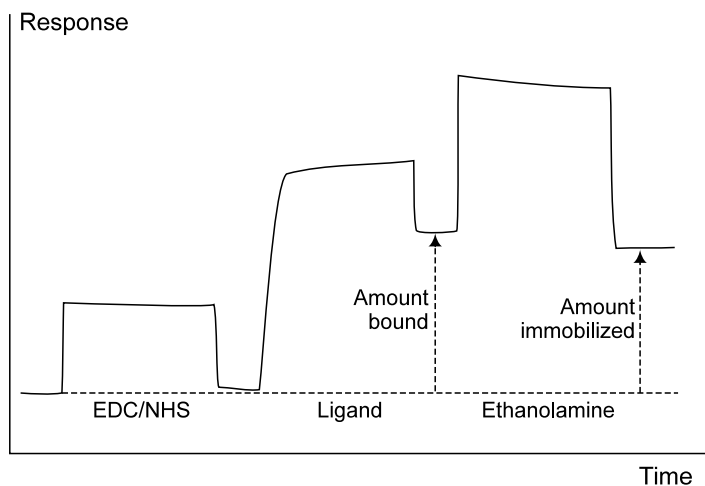 Response
Amount
bound
Amount
immobilized
EDC/NHS
Ligand
Ethanolamine
Time